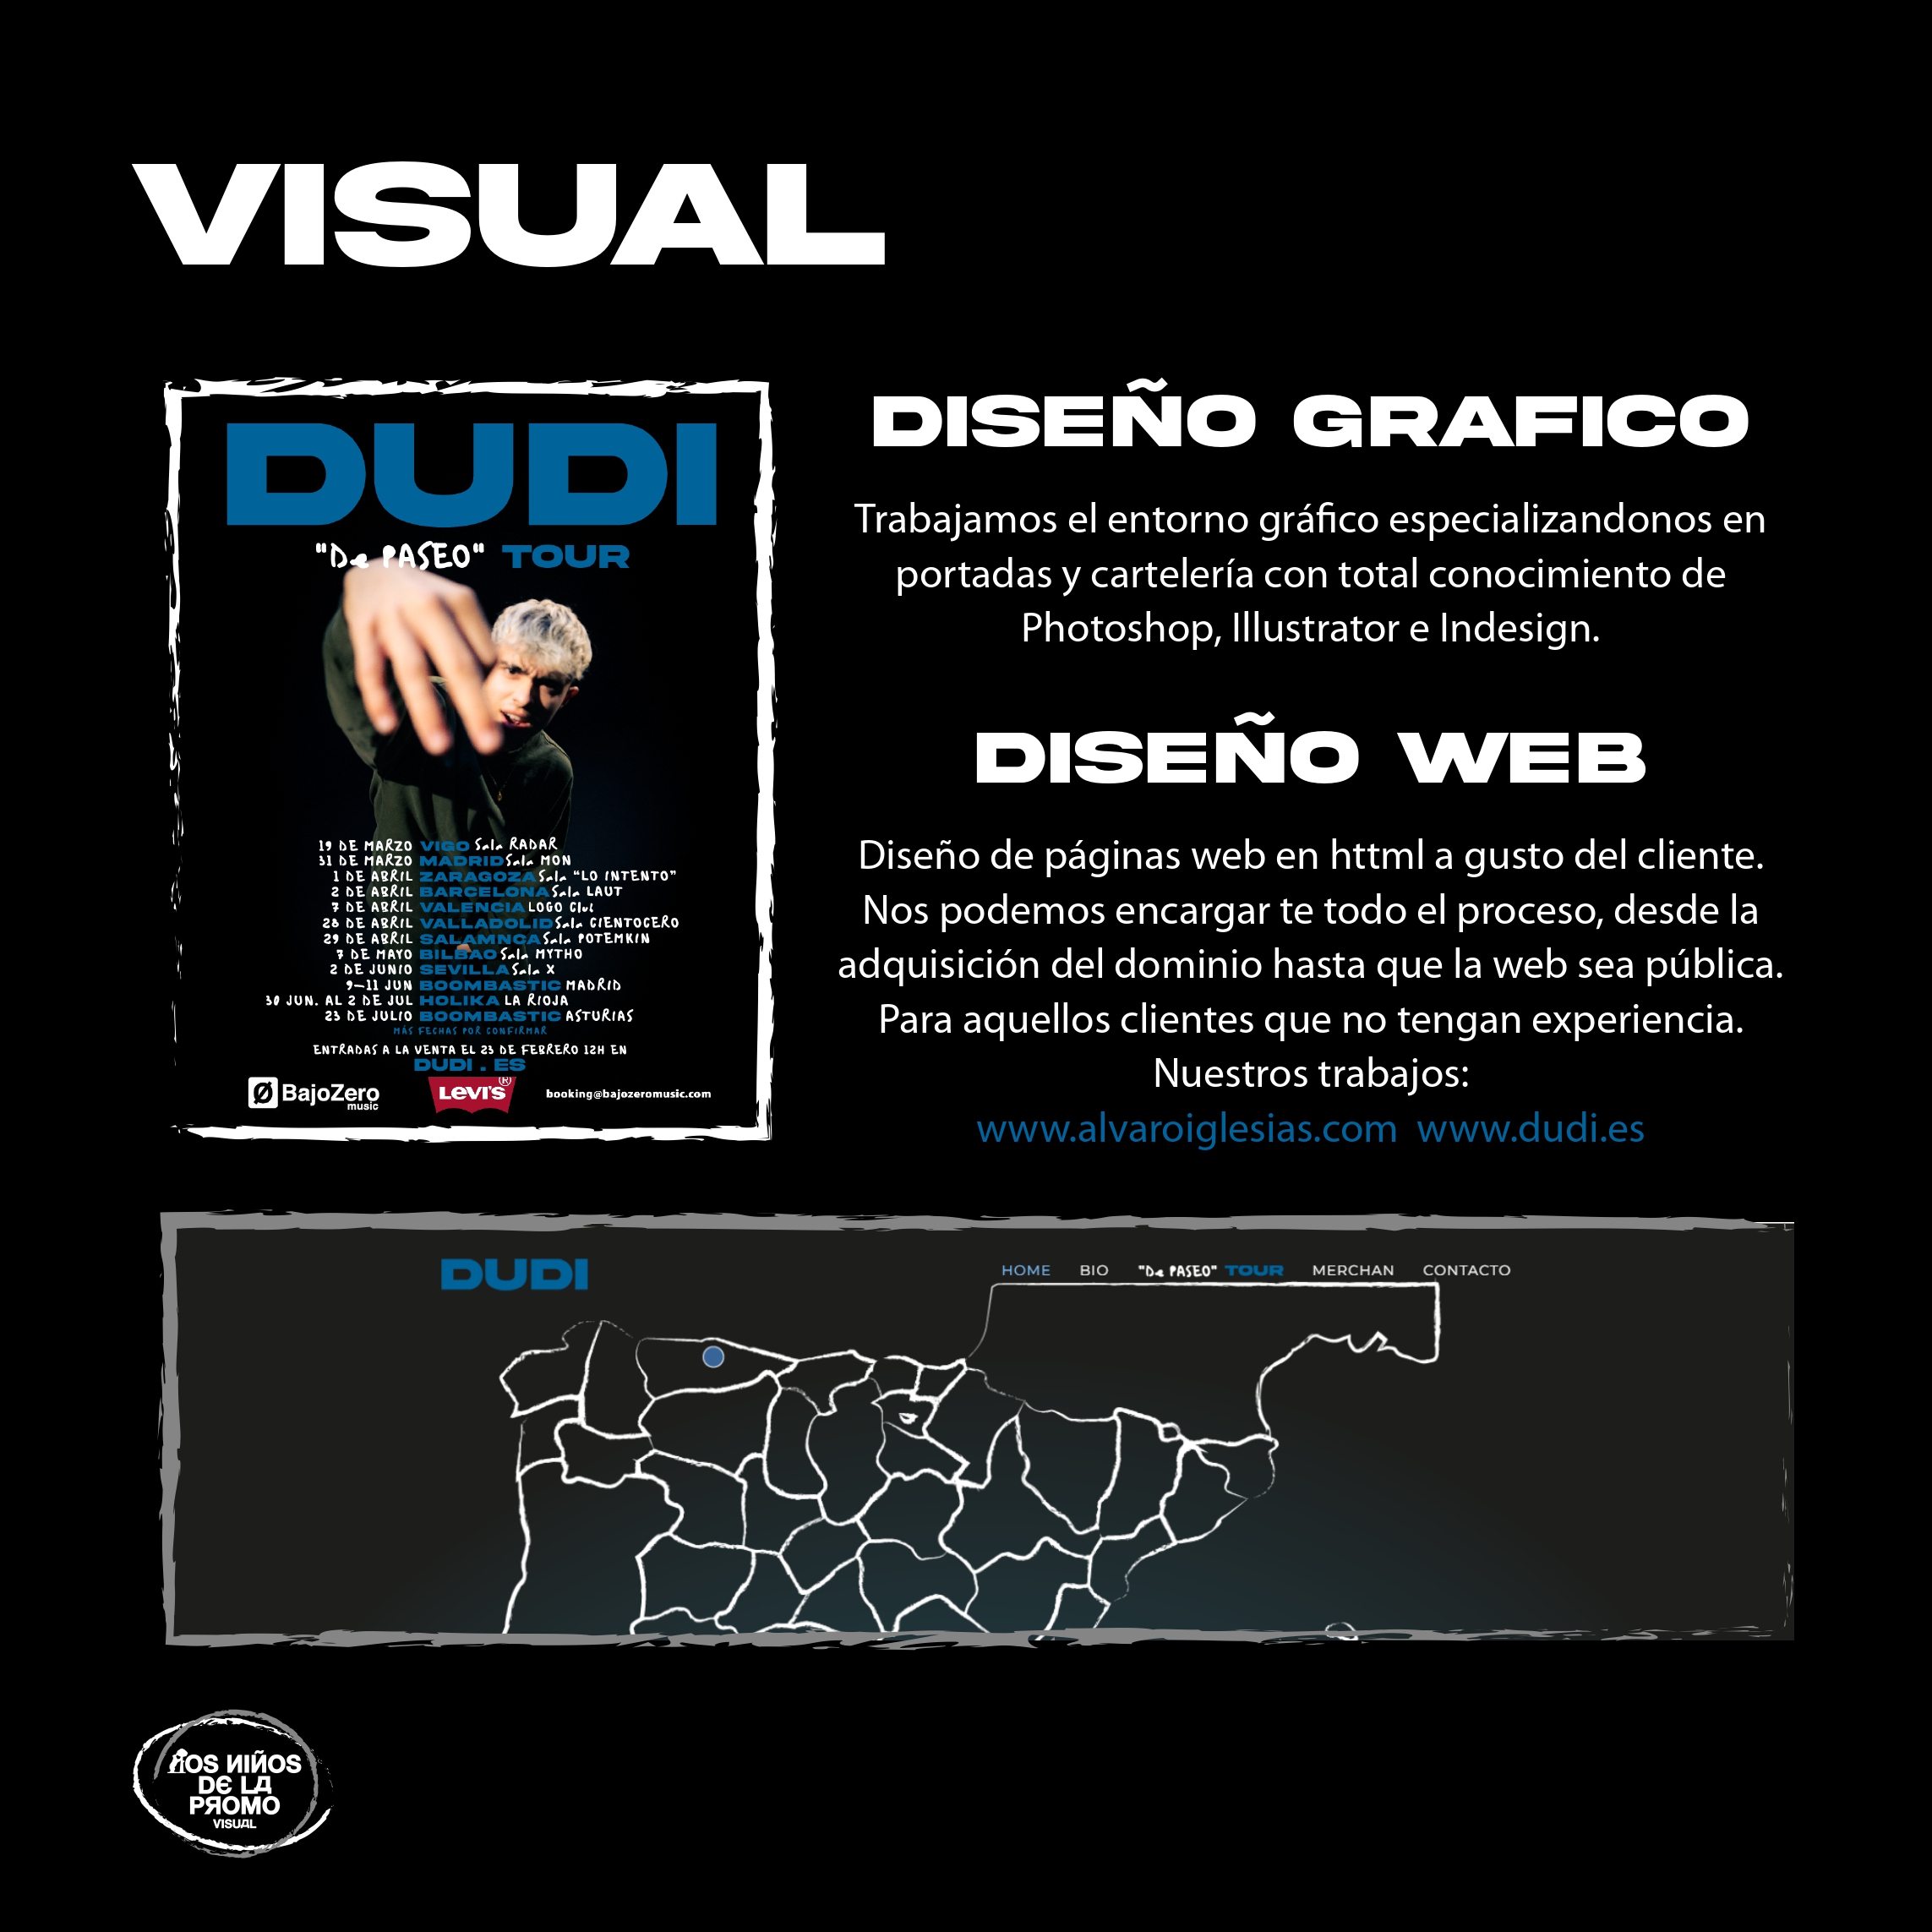 VISUAL
DUDI
"De PASEO" TOUR
19 DE MARZO VIGO Sala RADAR
31 DE MARZO MADRID Sala MON
1 DE ABRIL ZARAGOZA Sala “LO INTENTO”
2 DE ABRIL BARCELONA Sala LAUT
7 DE ABRIL VALENCIA LOGO Club
28 DE ABRIL VALLADOLID Sala CIENTOCERO
29 DE ABRIL SALAMNCA Sala POTEMKIN
7 DE MAYO BILBAO Sala MYTHO
2 DE JUNIO SEVILLA Sala X
9-11 JUN BOOMBASTIC MADRID
30 JUN. AL 2 DE JUL HOLIKA LA RIOJA
23 DE JULIO BOOMBASTIC ASTURIAS
MÁS FECHAS POR CONFIRMAR
ENTRADAS A LA VENTA EL 23 DE FEBRERO 12H EN
DUDI . ES
BajoZero
music
LEVI'S ®
booking@bajozeromusic.com
DISEÑO GRAFICO
Trabajamos el entorno gráfico especializandonos en
portadas y cartelería con total conocimiento de
Photoshop, Illustrator e Indesign.
DISEÑO WEB
Diseño de páginas web en httml a gusto del cliente.
Nos podemos encargar te todo el proceso, desde la
adquisición del dominio hasta que la web sea pública.
Para aquellos clientes que no tengan experiencia.
Nuestros trabajos:
www.alvaroiglesias.com www.dudi.es
DUDI
HOME BIO "De PASEO" TOUR MERCHAN CONTACTO
LOS NIÑOS
DE LA
PROMO
VISUAL